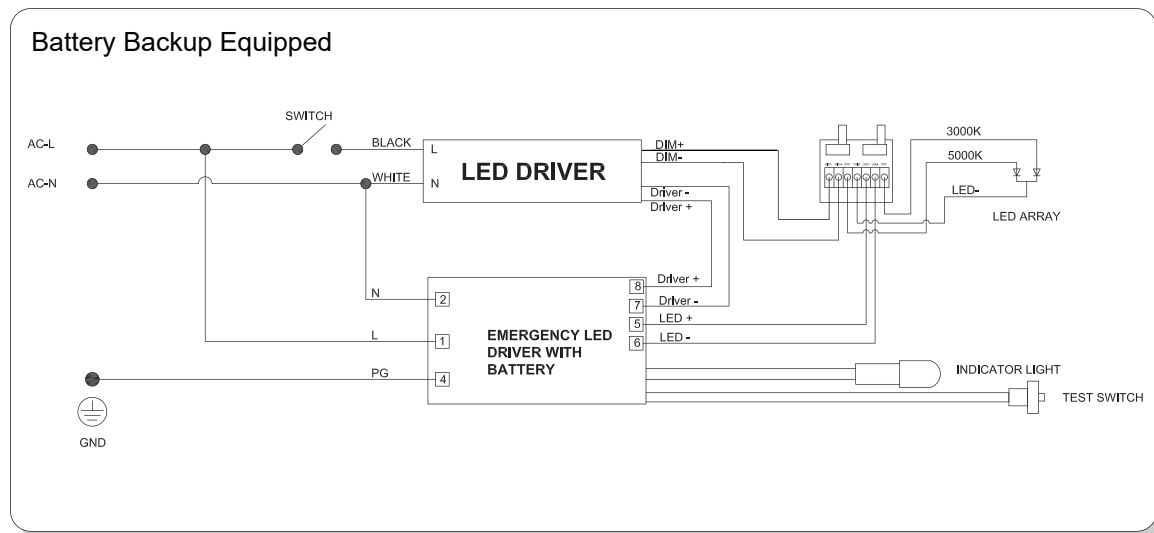 Battery Backup Equipped
SWITCH
AC-L
BLACK
L
LED DRIVER
DIM+
DIM-
3000K
5000K
AC-N
WHITE
N
Driver -
Driver +
LED-
LED ARRAY
N
2
L
1
PG
4
EMERGENCY LED
DRIVER WITH
BATTERY
8
Driver +
7
Driver -
5
LED +
6
LED -
INDICATOR LIGHT
TEST SWITCH
GND